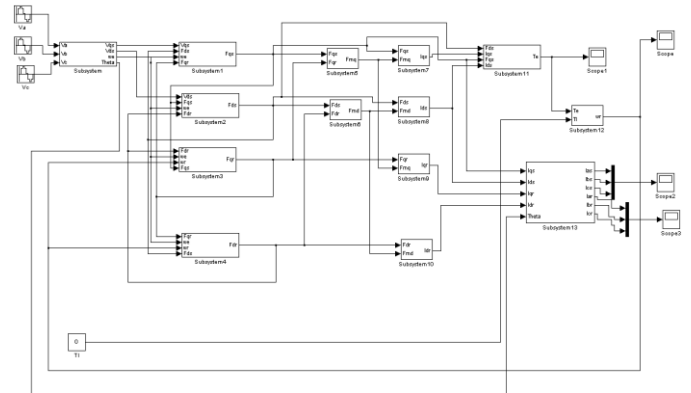 Va
Vb
Vc
Va
Vb
Vc
Vqs
Vds
we
Theta
Subsystem
Vqs
Fds
we
Fqr
Fqs
Subsystem1
Vds
Fqs
we
Fdr
Fds
Subsystem2
Fdr
we
wr
Fqs
Fqr
Subsystem3
Fqr
we
wr
Fds
Fdr
Subsystem4
Fqs
Fqr
Fmq
Subsystem5
Fds
Fdr
Fmd
Subsystem6
Fqs
Fmq
Iqs
Subsystem7
Fds
Fmd
Ids
Subsystem8
Fqr
Fmq
Iqr
Subsystem9
Fdr
Fmd
Idr
Subsystem10
Fds
Iqs
Fqs
Ids
Te
Subsystem11
Scope1
Scope
Te
Tl
wr
Subsystem12
Iqs
Ids
Iqr
Idr
Theta
Ias
Ibs
Ics
Iar
Ibr
Icr
Subsystem13
Scope2
Scope3
0
Tl